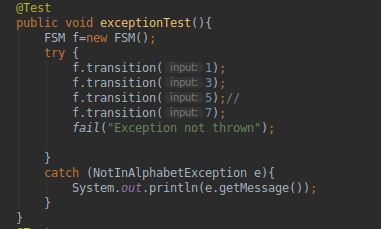 @Test
public void exceptionTest(){
FSM f=new FSM();
try {
f.transition( input: 1);
f.transition( input: 3);
f.transition( input: 5);//
f.transition( input: 7);
fail("Exception not thrown");
}
catch (NotInAlphabetException e){
System.out.println(e.getMessage());
}
}
@Test